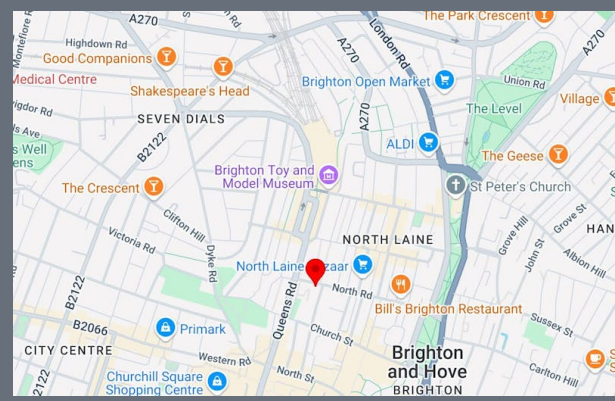 A270
The Park Crescent
Montefiore Rd
Highdown Rd
A270
London Rd
A270
Good Companions
Medical Centre
Shakespeare's Head
Brighton Open Market
Union Rd
The Level
Village
A270
SEVEN DIALS
B2122
ALDI
The Geese
Brighton Toy and
Model Museum
St Peter's Church
The Crescent
Clifton Hill
Victoria Rd
Dyke Rd
NORTH LAINE
Grove Hill
Grove St
John St
HAN
Albion Hill
B2122
North Laine
North Rd
Bill's Brighton Restaurant
Queens Rd
B2066
Primark
Church St
Sussex St
CITY CENTRE
Western Rd
Brighton
and Hove
BRIGHTON
Churchill Square
Shopping Centre
North St
Carlton Hill